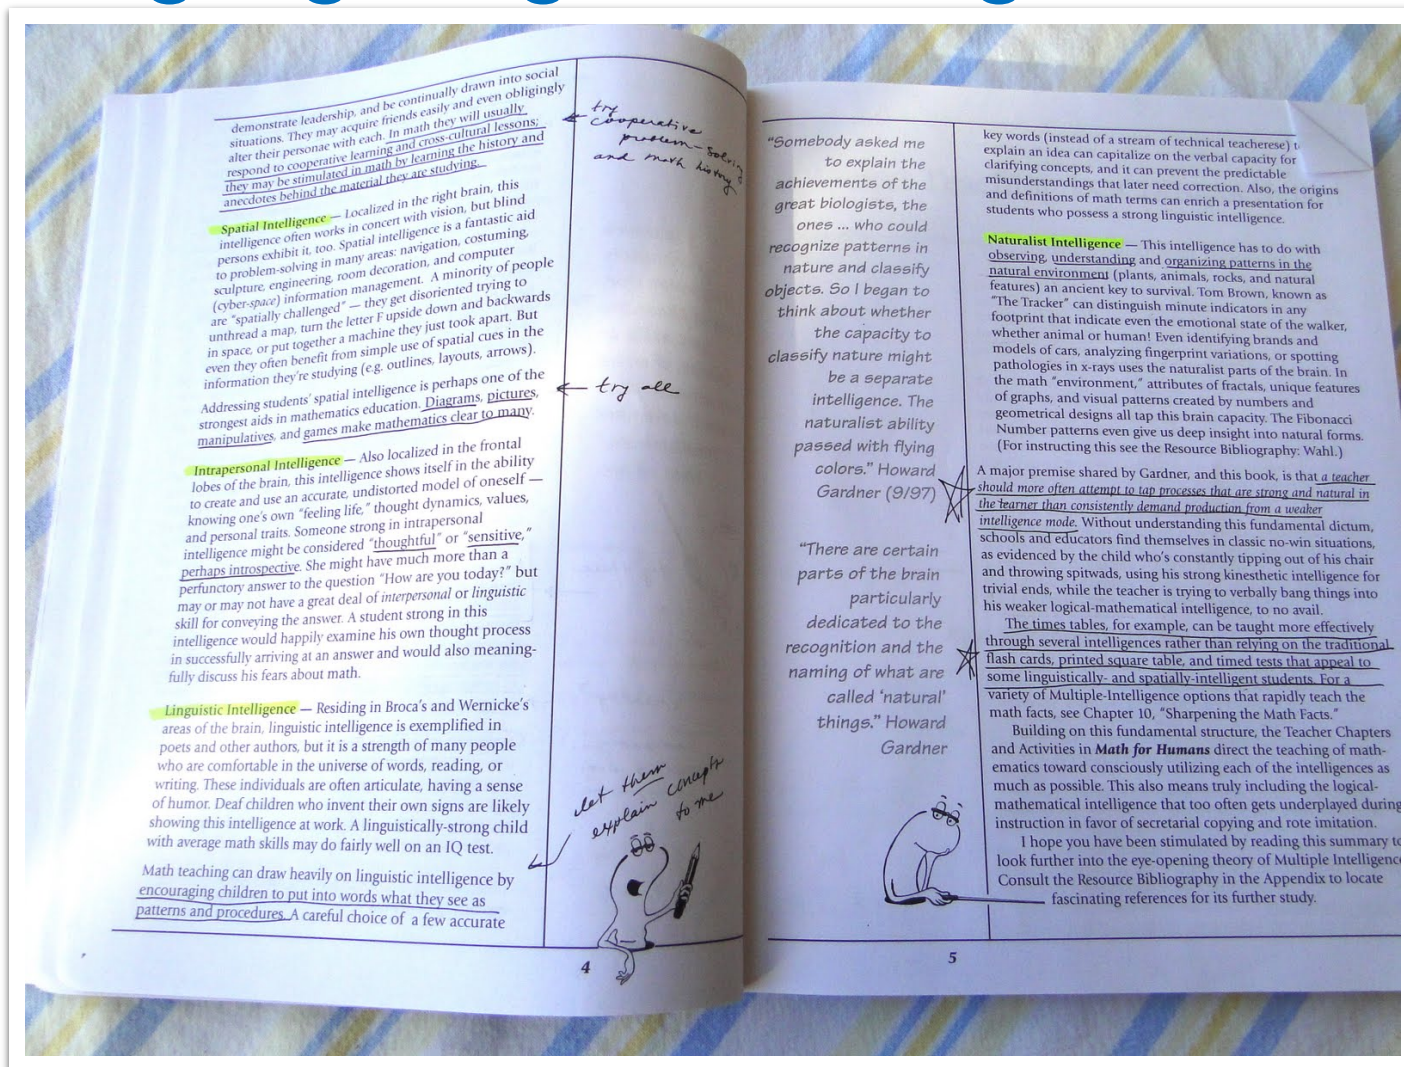 demonstrate leadership, and be continually drawn into social
situations. They may acquire friends easily and even obligingly
alter their personae with each. In math they will usually
respond to cooperative learning and cross-cultural lessons;
they may be stimulated in math by learning the history and
anecdotes behind the material they are studying.
Spatial Intelligence — Localized in the right brain, this
intelligence often works in concert with vision, but blind
persons exhibit it, too. Spatial intelligence is a fantastic aid
to problem-solving in many areas: navigation, costuming,
sculpture, engineering, room decoration, and computer
(cyber-space) information management. A minority of people
are "spatially challenged" — they get disoriented trying to
unthread a map, turn the letter F upside down and backwards
in space, or put together a machine they just took apart. But
even they often benefit from simple use of spatial cues in the
information they're studying (e.g. outlines, layouts, arrows).
Addressing students' spatial intelligence is perhaps one of the
strongest aids in mathematics education. Diagrams, pictures,
manipulatives, and games make mathematics clear to many.
Intrapersonal Intelligence — Also localized in the frontal
lobes of the brain, this intelligence shows itself in the ability
to create and use an accurate, undistorted model of oneself —
knowing one's own "feeling life," thought dynamics, values,
and personal traits. Someone strong in intrapersonal
intelligence might be considered "thoughtful" or "sensitive,"
perhaps introspective. She might have much more than a
perfunctory answer to the question "How are you today?" but
may or may not have a great deal of interpersonal or linguistic
skill for conveying the answer. A student strong in this
intelligence would happily examine his own thought process
in successfully arriving at an answer and would also meaning-
fully discuss his fears about math.
Linguistic Intelligence — Residing in Broca's and Wernicke's
areas of the brain, linguistic intelligence is exemplified in
poets and other authors, but it is a strength of many people
who are comfortable in the universe of words, reading, or
writing. These individuals are often articulate, having a sense
of humor. Deaf children who invent their own signs are likely
showing this intelligence at work. A linguistically-strong child
with average math skills may do fairly well on an IQ test.
Math teaching can draw heavily on linguistic intelligence by
encouraging children to put into words what they see as
patterns and procedures. A careful choice of a few accurate
try
cooperative
problem-solving
and math history
try all
let them
explain concepts
to me
4
"Somebody asked me
to explain the
achievements of the
great biologists, the
ones ... who could
recognize patterns in
nature and classify
objects. So I began to
think about whether
the capacity to
classify nature might
be a separate
intelligence. The
naturalist ability
passed with flying
colors." Howard
Gardner (9/97)
"There are certain
parts of the brain
particularly
dedicated to the
recognition and the
naming of what are
called 'natural'
things." Howard
Gardner
key words (instead of a stream of technical teacherese)
explain an idea can capitalize on the verbal capacity for
clarifying concepts, and it can prevent the predictable
misunderstandings that later need correction. Also, the origins
and definitions of math terms can enrich a presentation for
students who possess a strong linguistic intelligence.
Naturalist Intelligence — This intelligence has to do with
observing, understanding and organizing patterns in the
natural environment (plants, animals, rocks, and natural
features) an ancient key to survival. Tom Brown, known as
"The Tracker" can distinguish minute indicators in any
footprint that indicate even the emotional state of the walker,
whether animal or human! Even identifying brands and
models of cars, analyzing fingerprint variations, or spotting
pathologies in x-rays uses the naturalist parts of the brain. In
the math "environment," attributes of fractals, unique features
of graphs, and visual patterns created by numbers and
geometrical designs all tap this brain capacity. The Fibonacci
Number patterns even give us deep insight into natural forms.
(For instructing this see the Resource Bibliography: Wahl.)
A major premise shared by Gardner, and this book, is that a teacher
should more often attempt to tap processes that are strong and natural in
the learner than consistently demand production from a weaker
intelligence mode. Without understanding this fundamental dictum,
schools and educators find themselves in classic no-win situations,
as evidenced by the child who's constantly tipping out of his chair
and throwing spitwads, using his strong kinesthetic intelligence for
trivial ends, while the teacher is trying to verbally bang things into
his weaker logical-mathematical intelligence, to no avail.
The times tables, for example, can be taught more effectively
through several intelligences rather than relying on the traditional
flash cards, printed square table, and timed tests that appeal to
some linguistically- and spatially-intelligent students. For a
variety of Multiple-Intelligence options that rapidly teach the
math facts, see Chapter 10, "Sharpening the Math Facts."
Building on this fundamental structure, the Teacher Chapters
and Activities in Math for Humans direct the teaching of math-
ematics toward consciously utilizing each of the intelligences as
much as possible. This also means truly including the logical-
mathematical intelligence that too often gets underplayed during
instruction in favor of secretarial copying and rote imitation.
I hope you have been stimulated by reading this summary to
look further into the eye-opening theory of Multiple Intelligence
Consult the Resource Bibliography in the Appendix to locate
fascinating references for its further study.
5